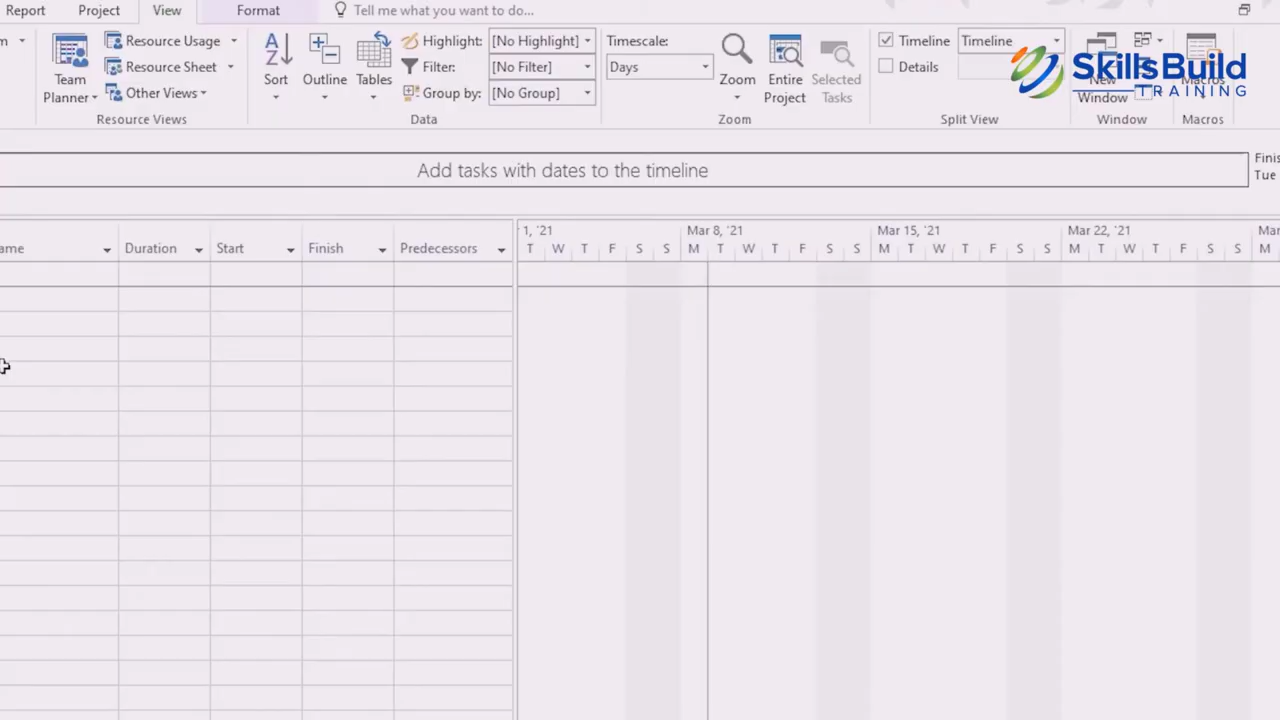 Report Project View Format Tell me what you want to do...
Team Planner
Resource Usage
Resource Sheet
Other Views
Resource Views
Sort
Outline
Tables
Highlight: [No Highlight]
Filter: [No Filter]
Group by: [No Group]
Data
Timescale:
Days
Zoom
Entire Project
Selected Tasks
Zoom
Timeline Timeline
Details
Split View
New Window
Window
Macros
Macros
SkillsBuild
TRAINING
Add tasks with dates to the timeline
Finis
Tue
ame Duration Start Finish Predecessors
1, '21 Mar 8, '21 Mar 15, '21 Mar 22, '21 Mar
T W T F S S M T W T F S S M T W T F S S M T W T F S S M